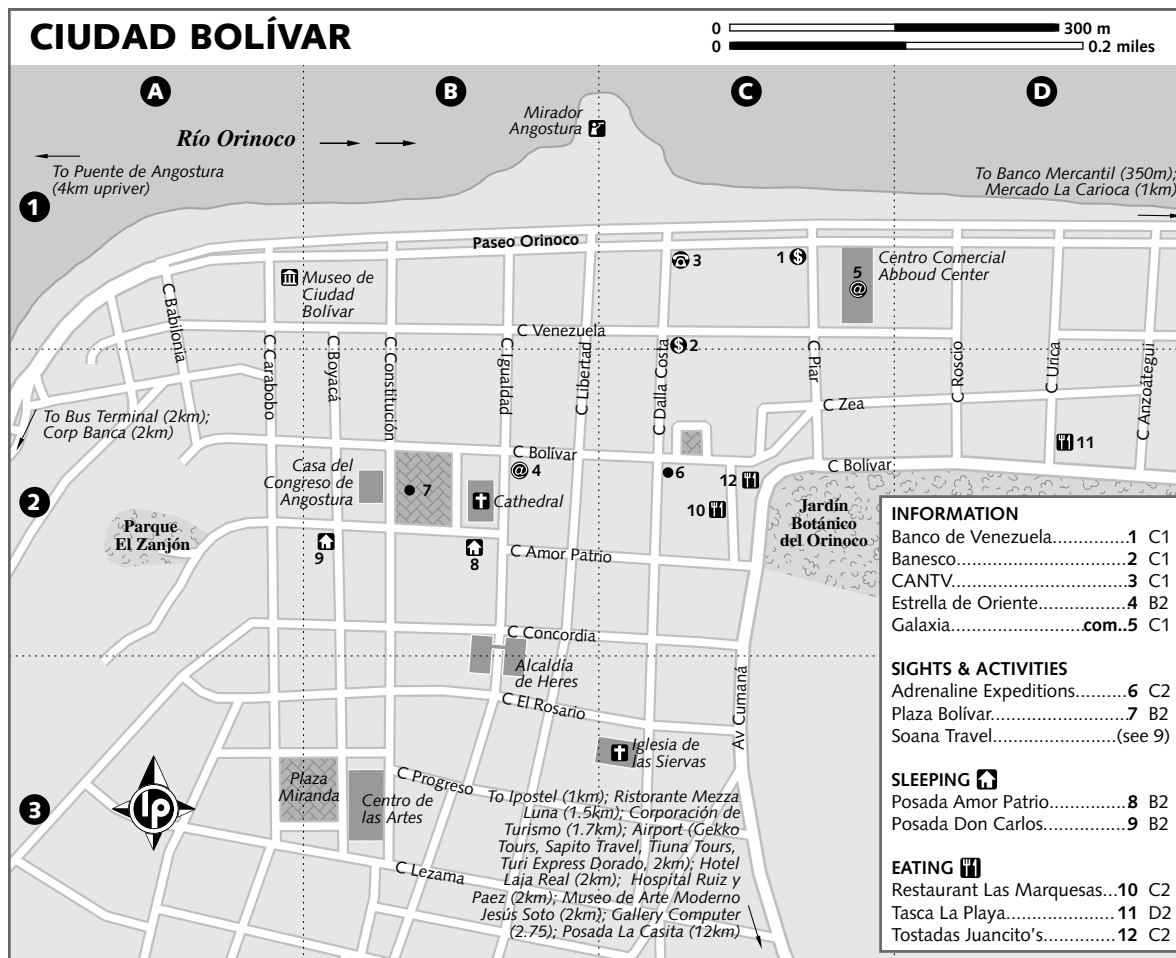 CIUDAD BOLÍVAR
0 300 m
0 0.2 miles
A
B
C
D
Mirador
Angostura
Río Orinoco
To Puente de Angostura
(4km upriver)
To Banco Mercantil (350m);
Mercado La Carioca (1km)
1
Paseo Orinoco
3
1 $
Centro Comercial
Abboud Center
5
@
Museo de
Ciudad
Bolívar
C Babilonia
C Venezuela
$ 2
C Carabobo
C Boyacá
C Constitución
C Igualdad
C Libertad
C Dalla Costa
C Piar
C Roscio
C Urica
C Anzoátegui
C Zea
To Bus Terminal (2km);
Corp Banca (2km)
C Bolívar
@ 4
6
12
11
C Bolívar
Casa del
Congreso de
Angostura
7
Cathedral
10
2
Parque
El Zanjón
Jardín
Botánico
del Orinoco
9
8
C Amor Patrio
C Concordia
Alcaldía
de Heres
C El Rosario
Av Cumaná
Iglesia de
las Siervas
3
lp
Plaza
Miranda
Centro de
las Artes
C Progreso
C Lezama
To Ipostel (1km); Ristorante Mezza
Luna (1.5km); Corporación de
Turismo (1.7km); Airport (Gekko
Tours, Sapito Travel, Tiuna Tours,
Turi Express Dorado, 2km); Hotel
Laja Real (2km); Hospital Ruiz y
Paez (2km); Museo de Arte Moderno
Jesús Soto (2km); Gallery Computer
(2.75); Posada La Casita (12km)
INFORMATION
Banco de Venezuela..............1 C1
Banesco..............................2 C1
CANTV................................3 C1
Estrella de Oriente................4 B2
Galaxia........................com..5 C1
SIGHTS & ACTIVITIES
Adrenaline Expeditions..........6 C2
Plaza Bolívar........................7 B2
Soana Travel......................(see 9)
SLEEPING
Posada Amor Patrio..............8 B2
Posada Don Carlos...............9 B2
EATING
Restaurant Las Marquesas...10 C2
Tasca La Playa....................11 D2
Tostadas Juancito's.............12 C2